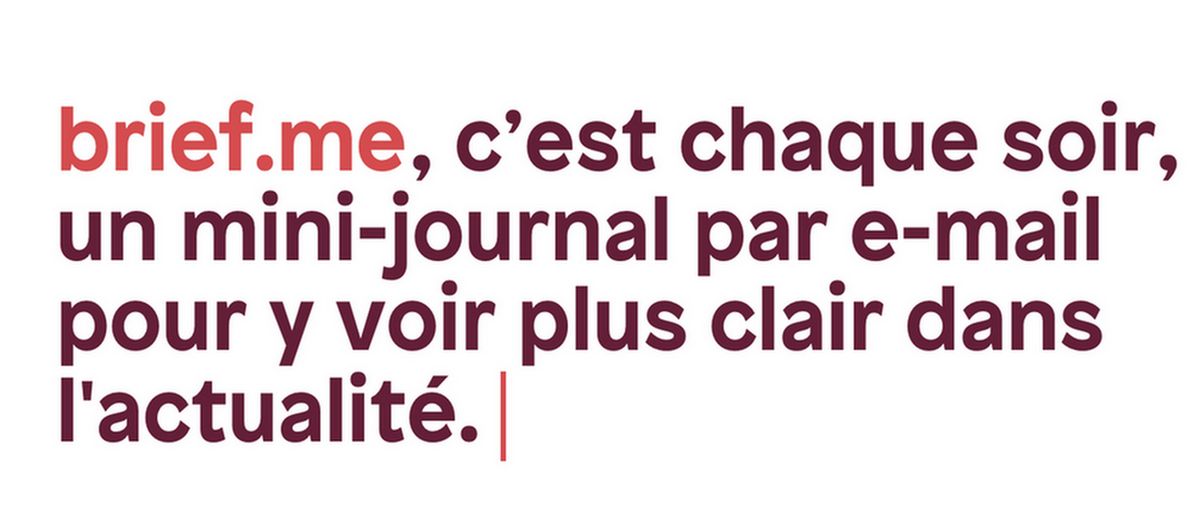 brief.me, c’est chaque soir,
un mini-journal par e-mail
pour y voir plus clair dans
l'actualité.